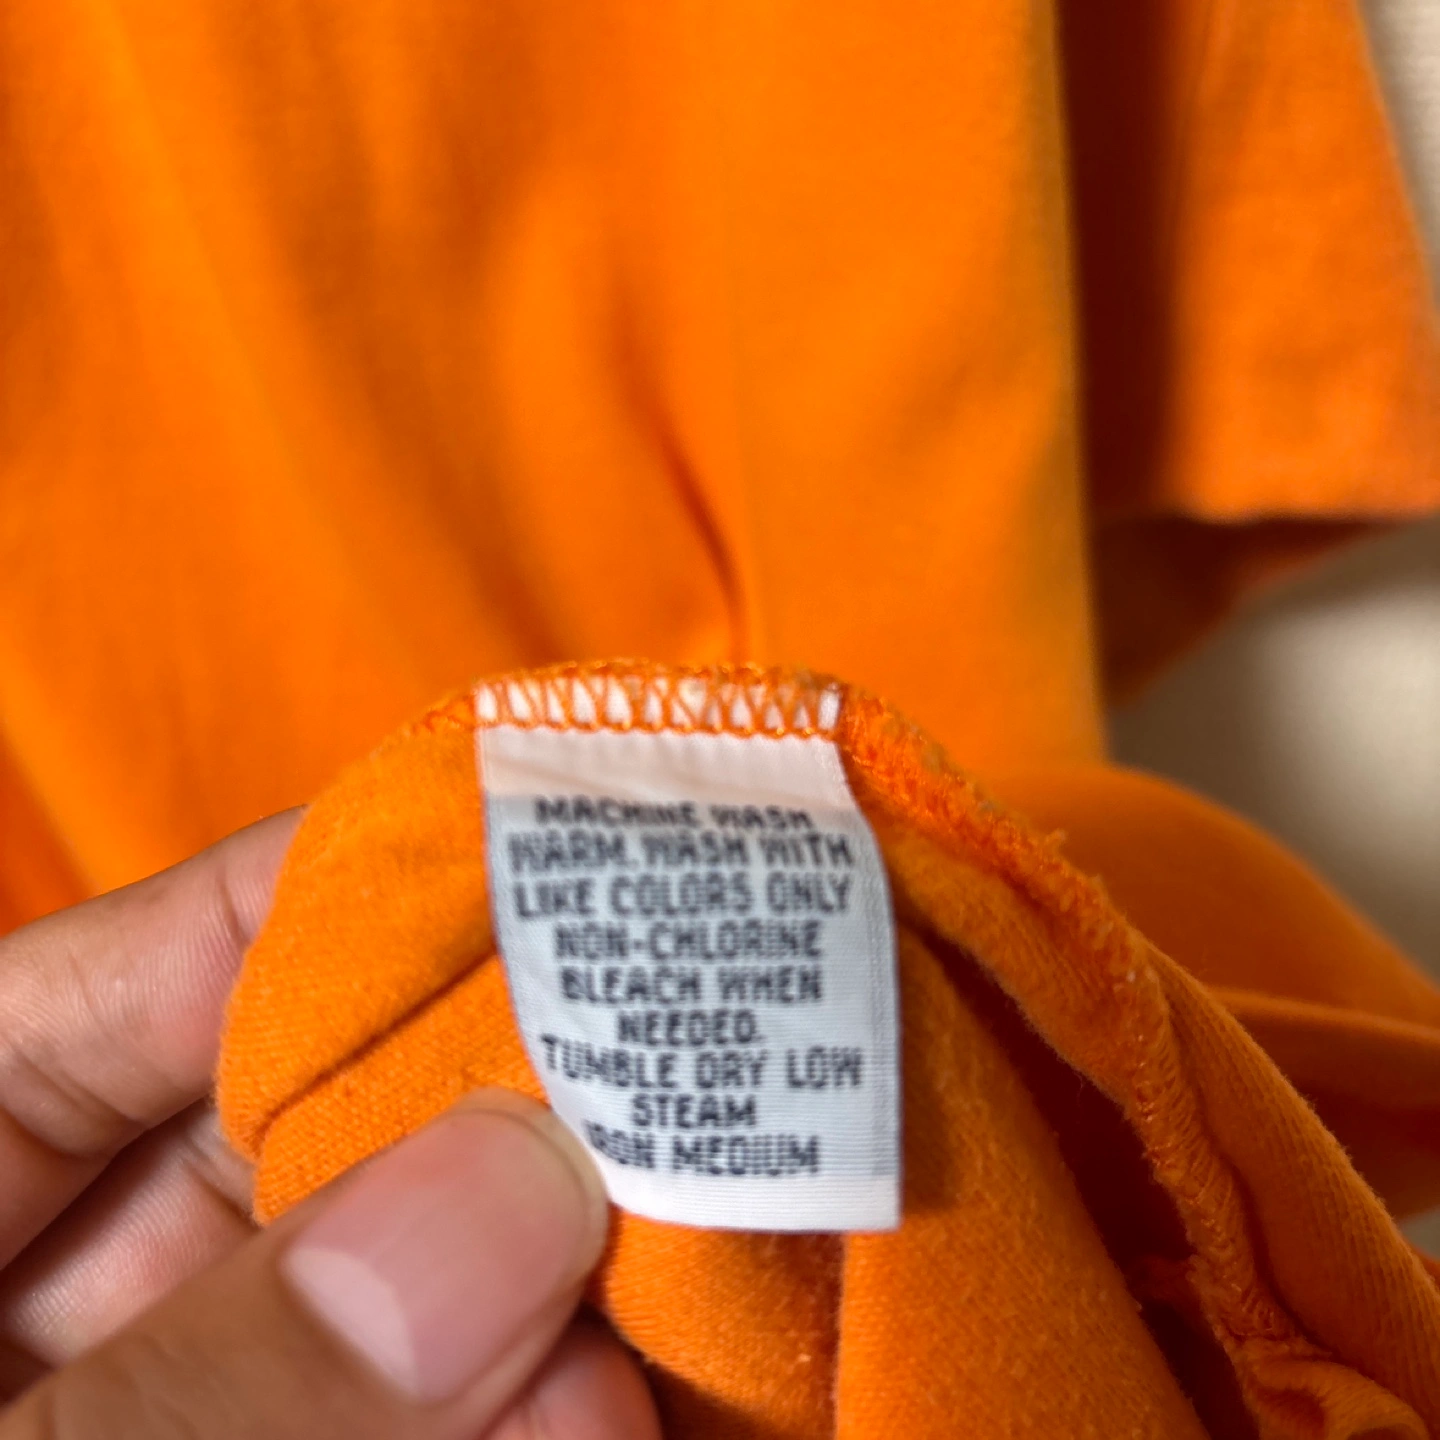 MACHINE WASH
WARM. WASH WITH
LIKE COLORS ONLY
NON-CHLORINE
BLEACH WHEN
NEEDED.
TUMBLE DRY LOW
STEAM
IRON MEDIUM